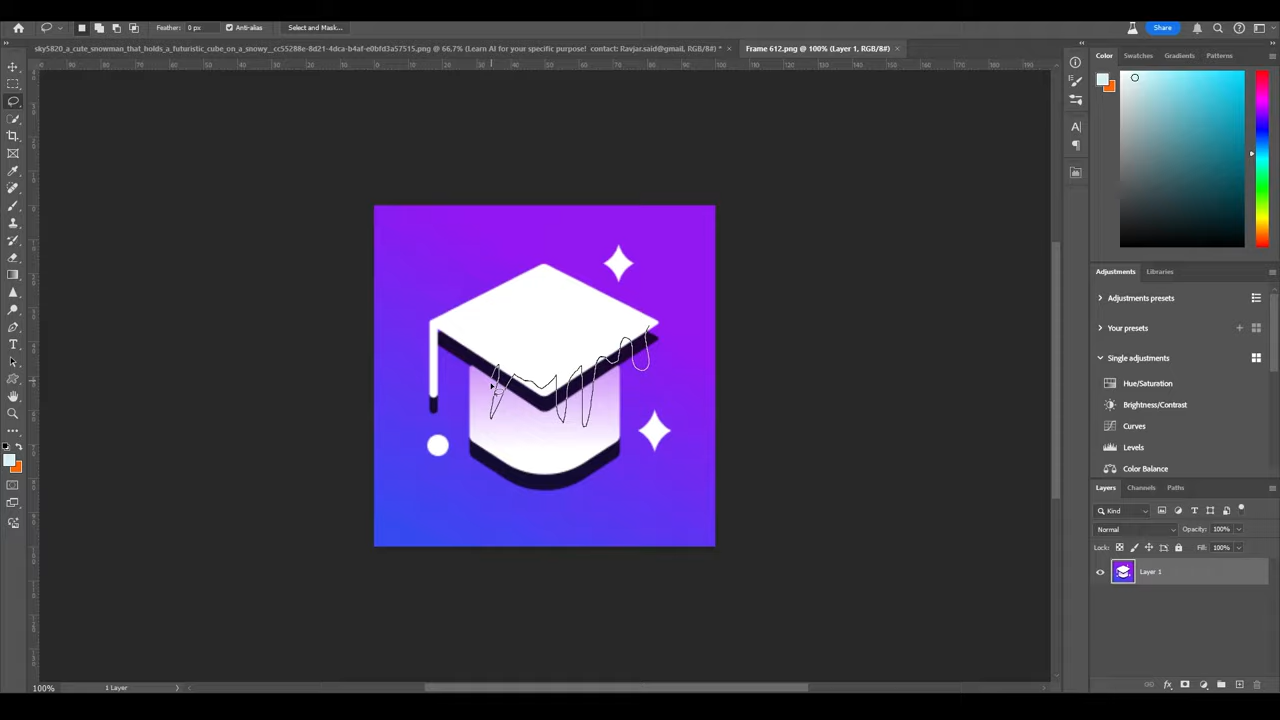 Feather: 0 px Anti-alias Select and Mask... Share
sky5820_a_cute_snowman_that_holds_a_futuristic_cube_on_a_snowy__cc55288e-8d21-4dca-b4af-e0bfd3a57515.png @ 66,7% (Learn AI for your specific purpose! contact: Ravjar.said@gmail, RGB/8#) * Frame 612.png @ 100% (Layer 1, RGB/8#)
Color Swatches Gradients Patterns
Adjustments Libraries
Adjustments presets
Your presets
Single adjustments
Hue/Saturation
Brightness/Contrast
Curves
Levels
Color Balance
Layers Channels Paths
Kind
Normal Opacity: 100%
Lock: Fill: 100%
Layer 1
100% 1 Layer